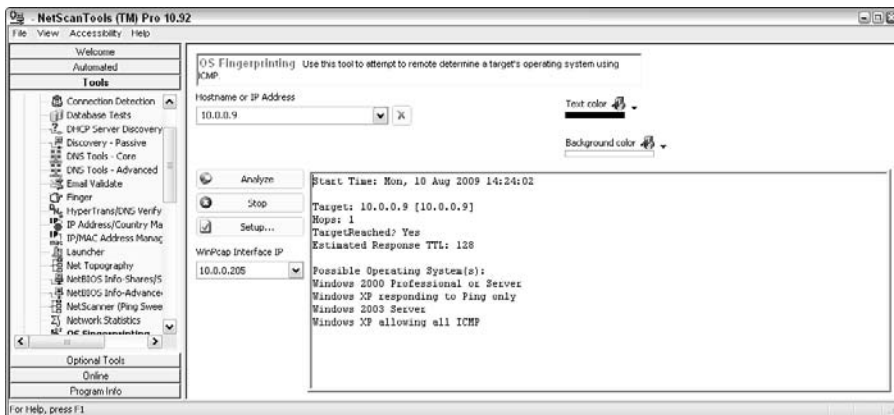 NetScanTools (TM) Pro 10.92
File View Accessibility Help
Welcome
Automated
Tools
Connection Detection
Database Tests
DHCP Server Discovery
Discovery - Passive
DNS Tools - Core
DNS Tools - Advanced
Email Validate
Finger
HyperTrans/DNS Verify
IP Address/Country Ma
IP/MAC Address Manag
Launcher
Net Topography
NetBIOS Info-Shares/S
NetBIOS Info-Advance
NetScanner (Ping Swee
Network Statistics
OS Fingerprinting
Optional Tools
Online
Program Info
For Help, press F1
OS Fingerprinting Use this tool to attempt to remote determine a target's operating system using
ICMP.
Hostname or IP Address
10.0.0.9
Text color
Background color
Analyze
Stop
Setup...
WinPcap Interface IP
10.0.0.205
Start Time: Mon, 10 Aug 2009 14:24:02
Target: 10.0.0.9 [10.0.0.9]
Hops: 1
TargetReached? Yes
Estimated Response TTL: 128
Possible Operating System(s):
Windows 2000 Professional or Server
Windows XP responding to Ping only
Windows 2003 Server
Windows XP allowing all ICMP